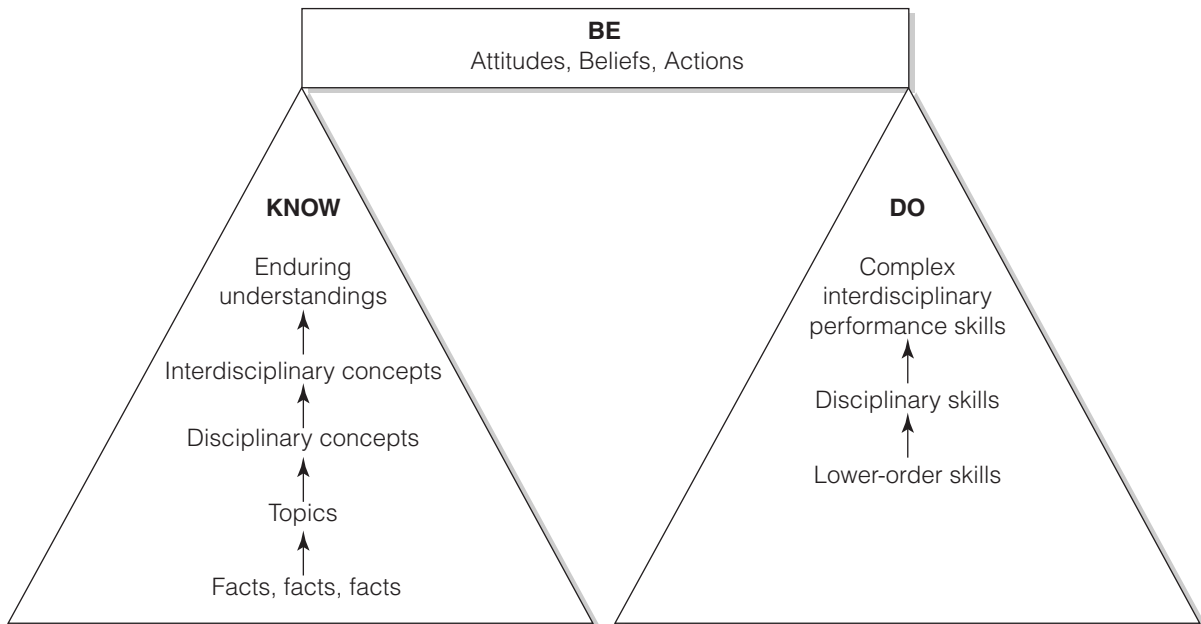 BE
Attitudes, Beliefs, Actions
KNOW
Enduring
understandings
Interdisciplinary concepts
Disciplinary concepts
Topics
Facts, facts, facts
DO
Complex
interdisciplinary
performance skills
Disciplinary skills
Lower-order skills